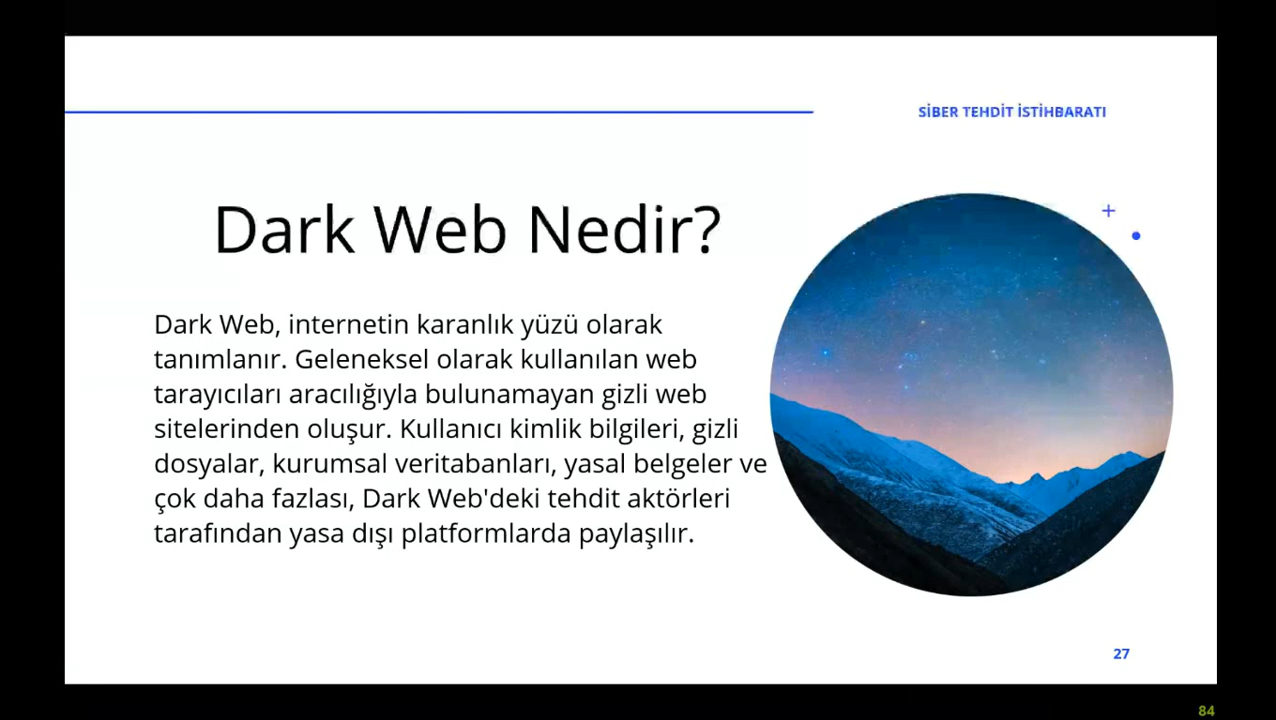 SİBER TEHDİT İSTİHBARATI
Dark Web Nedir?
Dark Web, internetin karanlık yüzü olarak
tanımlanır. Geleneksel olarak kullanılan web
tarayıcıları aracılığıyla bulunamayan gizli web
sitelerinden oluşur. Kullanıcı kimlik bilgileri, gizli
dosyalar, kurumsal veritabanları, yasal belgeler ve
çok daha fazlası, Dark Web'deki tehdit aktörleri
tarafından yasa dışı platformlarda paylaşılır.
27
84